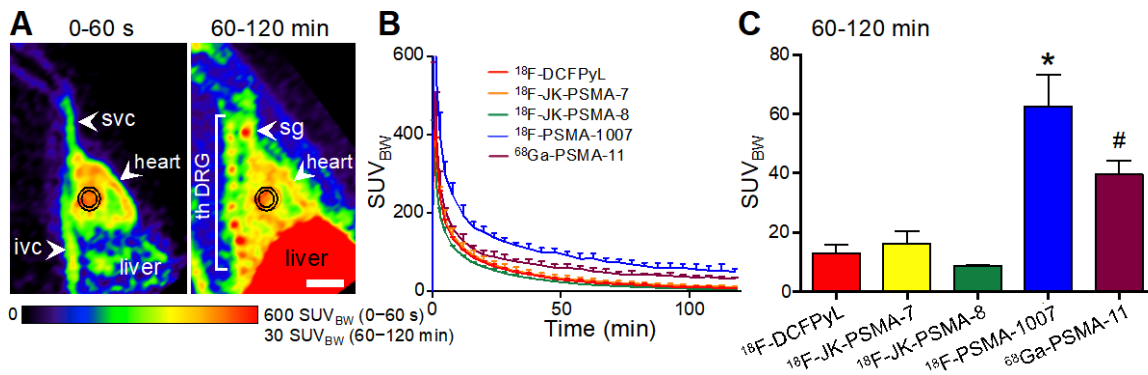 A
0-60 s
60-120 min
svc
heart
ivc
liver
th DRG
sg
heart
liver
0
600 SUVBW (0–60 s)
30 SUVBW (60–120 min)
B
600
400
200
0
SUVBW
0
50
100
Time (min)
¹⁸F-DCFPyL
¹⁸F-JK-PSMA-7
¹⁸F-JK-PSMA-8
¹⁸F-PSMA-1007
⁶⁸Ga-PSMA-11
C
60-120 min
80
60
40
20
0
SUVBW
*
#
¹⁸F-DCFPyL
¹⁸F-JK-PSMA-7
¹⁸F-JK-PSMA-8
¹⁸F-PSMA-1007
⁶⁸Ga-PSMA-11